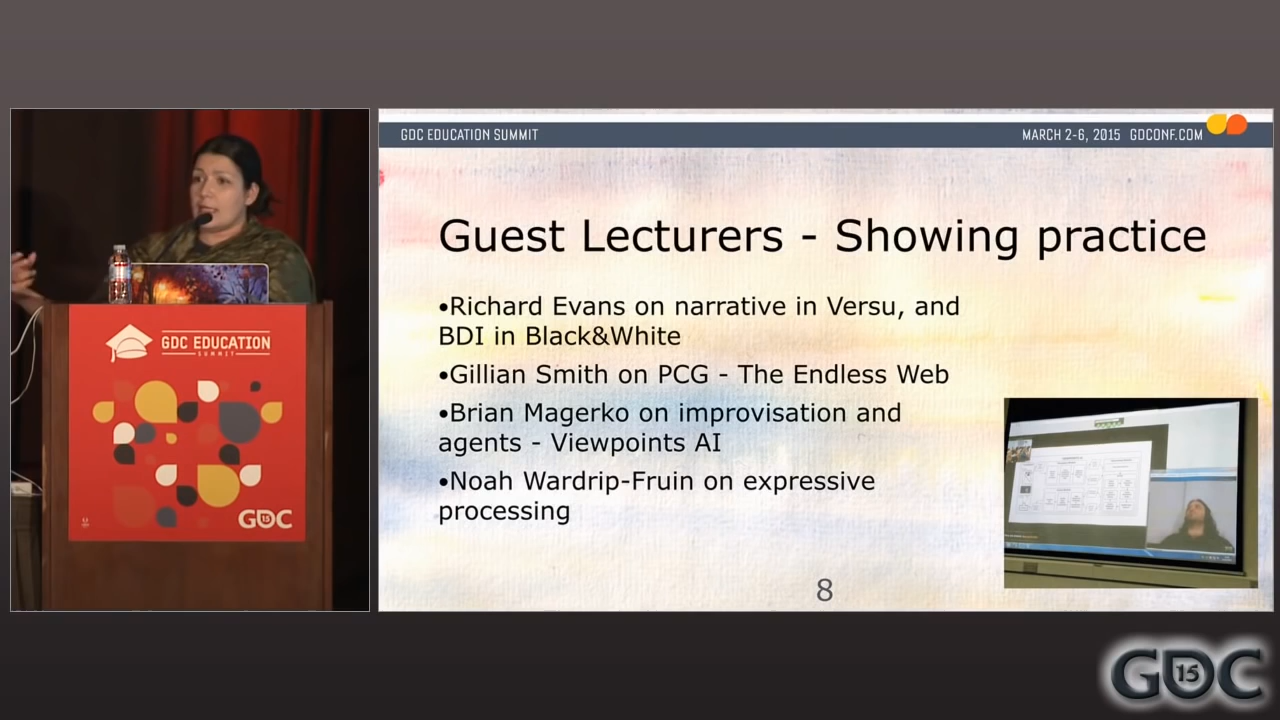 GDC EDUCATION SUMMIT
MARCH 2-6, 2015 GDCONF.COM
Guest Lecturers - Showing practice
•Richard Evans on narrative in Versu, and
BDI in Black&White
•Gillian Smith on PCG - The Endless Web
•Brian Magerko on improvisation and
agents - Viewpoints AI
•Noah Wardrip-Fruin on expressive
processing
8
GDC EDUCATION
SUMMIT
GDC
15
GDC
15